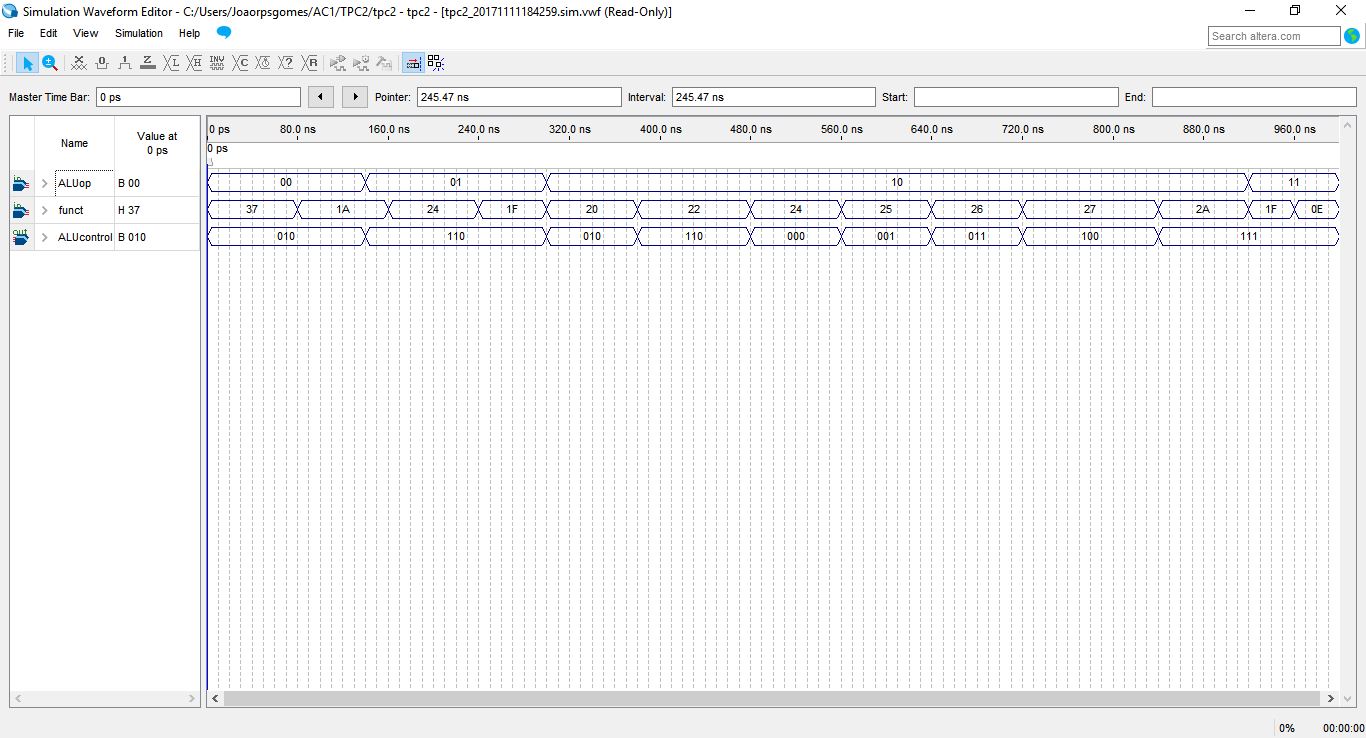 Simulation Waveform Editor - C:/Users/Joaorpsgomes/AC1/TPC2/tpc2 - tpc2 - [tpc2_20171111184259.sim.vwf (Read-Only)]
File Edit View Simulation Help
Search altera.com
Master Time Bar: 0 ps Pointer: 245.47 ns Interval: 245.47 ns Start: End:
Name Value at 0 ps
0 ps 80.0 ns 160.0 ns 240.0 ns 320.0 ns 400.0 ns 480.0 ns 560.0 ns 640.0 ns 720.0 ns 800.0 ns 880.0 ns 960.0 ns
0 ps
ALUop B 00 00 01 10 11
funct H 37 37 1A 24 1F 20 22 24 25 26 27 2A 1F 0E
ALUcontrol B 010 010 110 010 110 000 001 011 100 111
0% 00:00:00